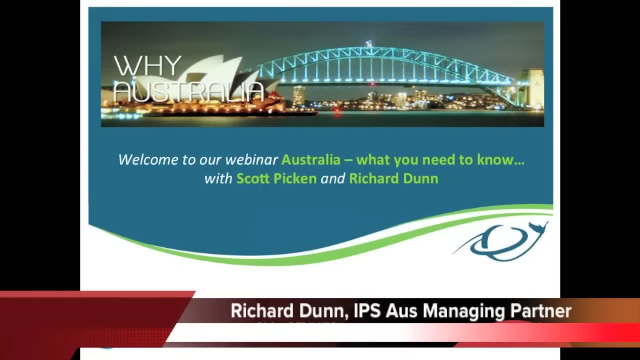 WHY
AUSTRALIA
Welcome to our webinar Australia – what you need to know…
with Scott Picken and Richard Dunn
Richard Dunn, IPS Aus Managing Partner